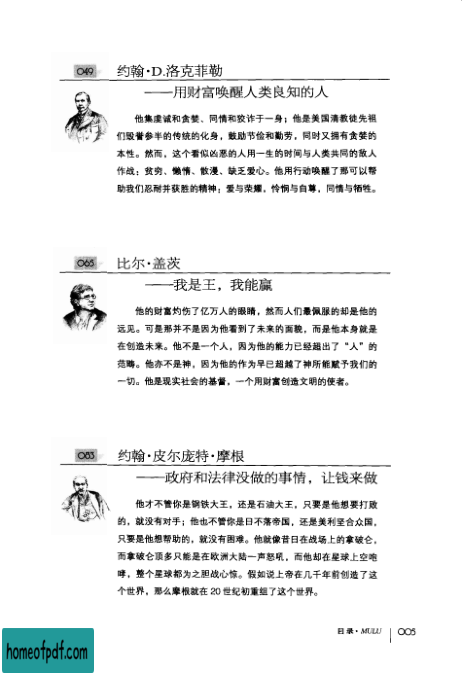 049 约翰·D.洛克菲勒
——用财富唤醒人类良知的人
他集虔诚和贪婪、同情和狡诈于一身；他是美国清教徒先祖
们毁誉参半的传统的化身，鼓励节俭和勤劳，同时又拥有贪婪的
本性。然而，这个看似凶恶的人用一生的时间与人类共同的敌人
作战：贫穷、懒惰、散漫、缺乏爱心。他用行动唤醒了那可以帮
助我们忍耐并获胜的精神：爱与荣耀，怜悯与自尊，同情与牺牲。
065 比尔·盖茨
——我是王，我能赢
他的财富灼伤了亿万人的眼睛，然而人们最佩服的却是他的
远见。可是那并不是因为他看到了未来的面貌，而是他本身就是
在创造未来。他不是一个人，因为他的能力已经超出了“人”的
范畴。他亦不是神，因为他的作为早已超越了神所能赋予我们的
一切。他是现实社会的基督，一个用财富创造文明的使者。
083 约翰·皮尔庞特·摩根
——政府和法律没做的事情，让钱来做
他才不管你是钢铁大王，还是石油大王，只要是他想要打败
的，就没有对手；他也不管你是日不落帝国，还是美利坚合众国，
只要是他想帮助的，就没有困难。他就像昔日在战场上的拿破仑，
而拿破仑顶多只能是在欧洲大陆一声怒吼，而他却在星球上空咆
哮，整个星球都为之胆战心惊。假如说上帝在几千年前创造了这
个世界，那么摩根就在 20 世纪初重组了这个世界。
目录·MULU 005
homeofpdf.com